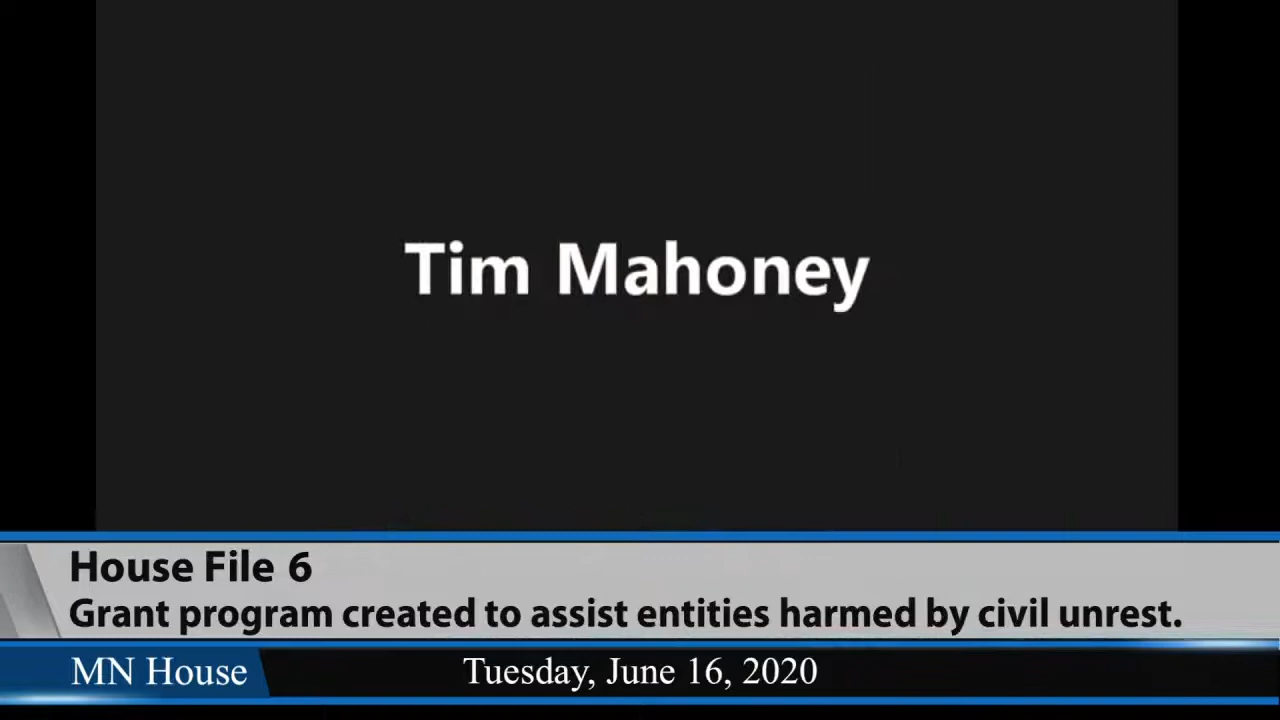 Tim Mahoney
House File 6
Grant program created to assist entities harmed by civil unrest.
MN House
Tuesday, June 16, 2020